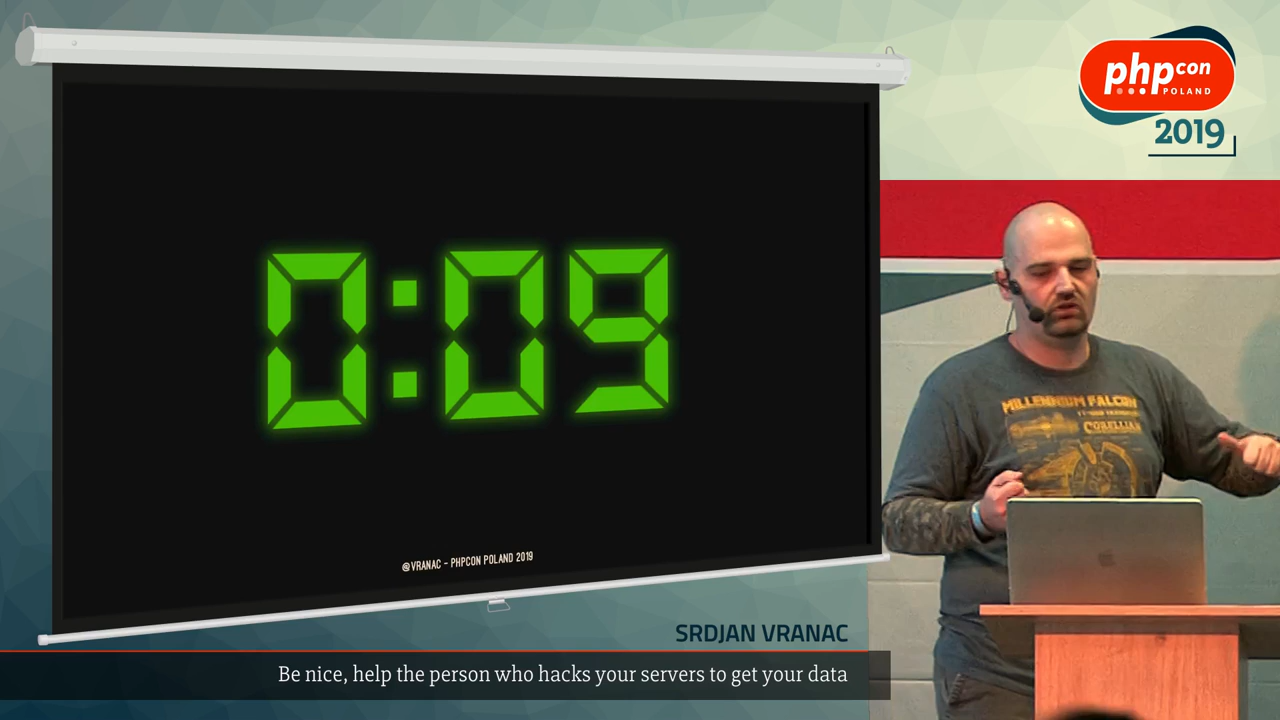 phpcon
POLAND
2019
0:09
@VRANAC - PHPCON POLAND 2019
MILLENNIUM FALCON
CORELLIAN
SRDJAN VRANAC
Be nice, help the person who hacks your servers to get your data